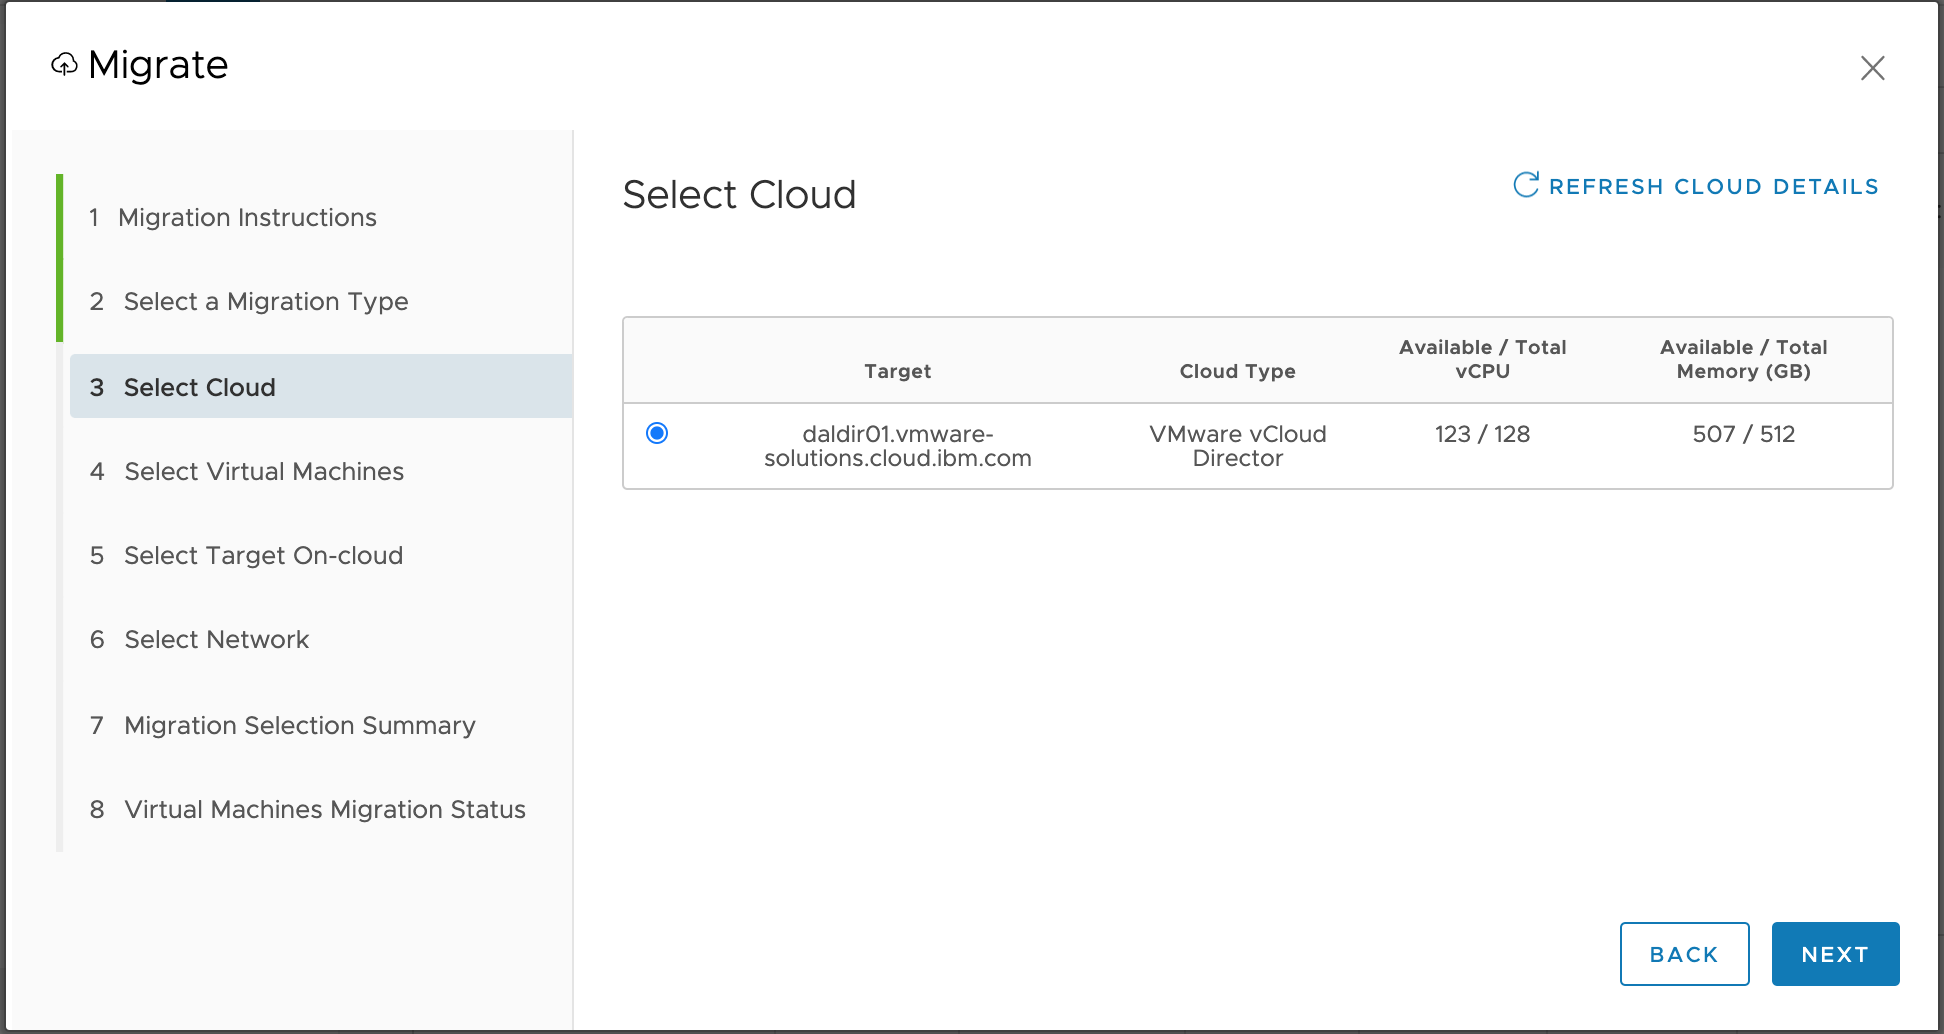 Migrate
1 Migration Instructions
2 Select a Migration Type
3 Select Cloud
4 Select Virtual Machines
5 Select Target On-cloud
6 Select Network
7 Migration Selection Summary
8 Virtual Machines Migration Status
Select Cloud
REFRESH CLOUD DETAILS
Target
Cloud Type
Available / Total
vCPU
Available / Total
Memory (GB)
daldir01.vmware-
solutions.cloud.ibm.com
VMware vCloud
Director
123 / 128
507 / 512
BACK
NEXT